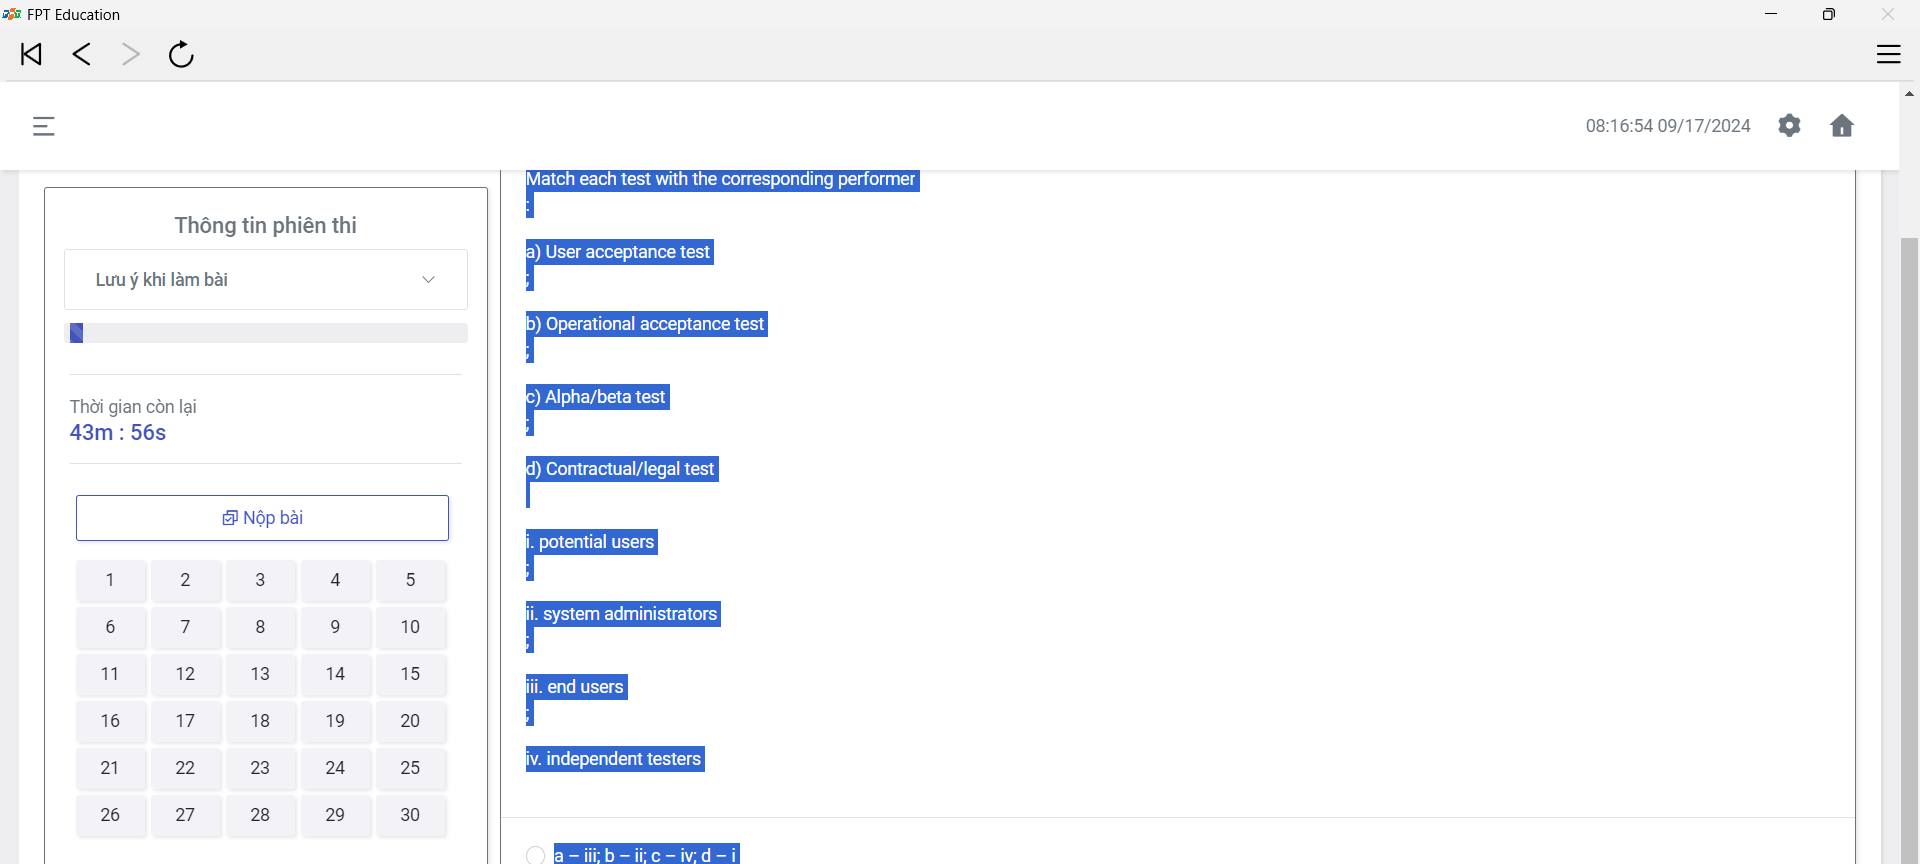 FPT Education
08:16:54 09/17/2024
Thông tin phiên thi
Lưu ý khi làm bài
Thời gian còn lại
43m : 56s
Nộp bài
1 2 3 4 5
6 7 8 9 10
11 12 13 14 15
16 17 18 19 20
21 22 23 24 25
26 27 28 29 30
Match each test with the corresponding performer
:
a) User acceptance test
;
b) Operational acceptance test
;
c) Alpha/beta test
;
d) Contractual/legal test
i. potential users
;
ii. system administrators
;
iii. end users
;
iv. independent testers
a – iii; b – ii; c – iv; d – i